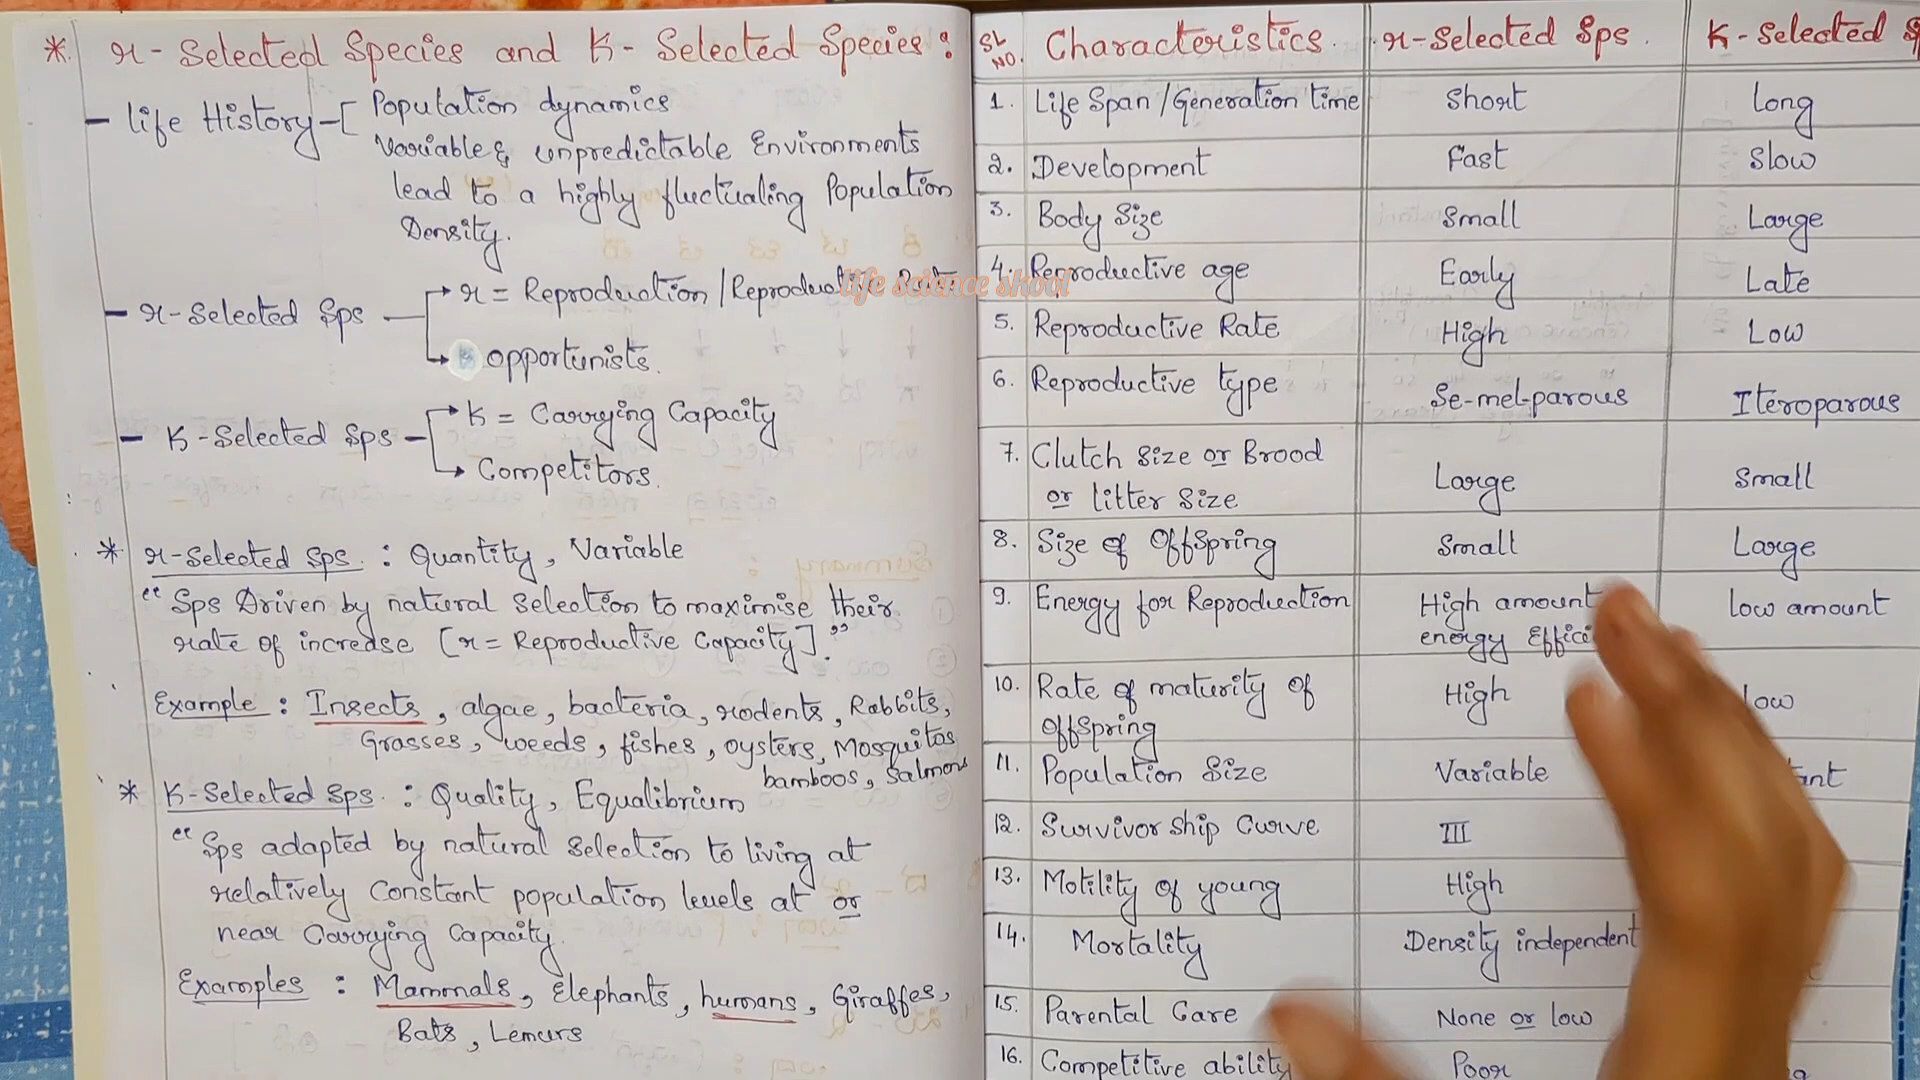 * r-Selected Species and K-Selected Species:
- Life History-[ Population dynamics
Variable & unpredictable Environments
lead to a highly fluctualing Population
Density.
- r-Selected Sps → r = Reproduction / Reproductive Rate
→ opportunists.
- K-Selected Sps → K = Carrying Capacity
→ Competitors.
* r-Selected Sps. : Quantity, Variable
"Sps Driven by natural Selection to maximise their
rate of increase [r = Reproductive Capacity]."
Example : Insects, algae, bacteria, rodents, Rabbits,
Grasses, weeds, fishes, oysters, Mosquitos
bamboos, Salmons
* K-Selected Sps. : Quality, Equalibrium
"Sps adapted by natural Selection to living at
relatively Constant population levels at or
near Carrying Capacity.
Examples : Mammals, Elephants, humans, Giraffes,
Bats, Lemurs
life science skool
SL NO. Characteristics. r-Selected Sps. K-Selected
1. Life Span / Generation time Short Long
2. Development Fast Slow
3. Body Size Small Large
4. Reproductive age Early Late
5. Reproductive Rate High Low
6. Reproductive type Se-mel-parous Iteroparous
7. Clutch Size or Brood
or litter Size Large Small
8. Size of Offspring Small Large
9. Energy for Reproduction High amount low amount
energy
10. Rate of maturity of
Offspring High low
11. Population Size Variable
12. Survivor Ship Curve III
13. Motility of young High
14. Mortality Density independent
15. Parental Care None or low
16. Competitive ability Poor